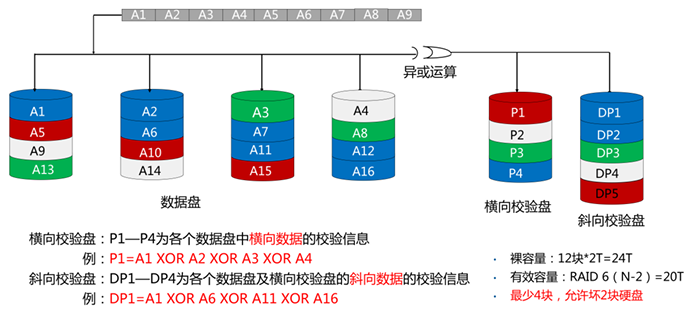 A1 A2 A3 A4 A5 A6 A7 A8 A9
异或运算
A1 A2 A3 A4 P1 DP1
A5 A6 A7 A8 P2 DP2
A9 A10 A11 A12 P3 DP3
A13 A14 A15 A16 P4 DP4
DP5
数据盘
横向校验盘
斜向校验盘
横向校验盘：P1—P4为各个数据盘中横向数据的校验信息
例：P1=A1 XOR A2 XOR A3 XOR A4
斜向校验盘：DP1—DP4为各个数据盘及横向校验盘的斜向数据的校验信息
例：DP1=A1 XOR A6 XOR A11 XOR A16
• 裸容量：12块*2T=24T
• 有效容量：RAID 6（N-2）=20T
• 最少4块，允许坏2块硬盘